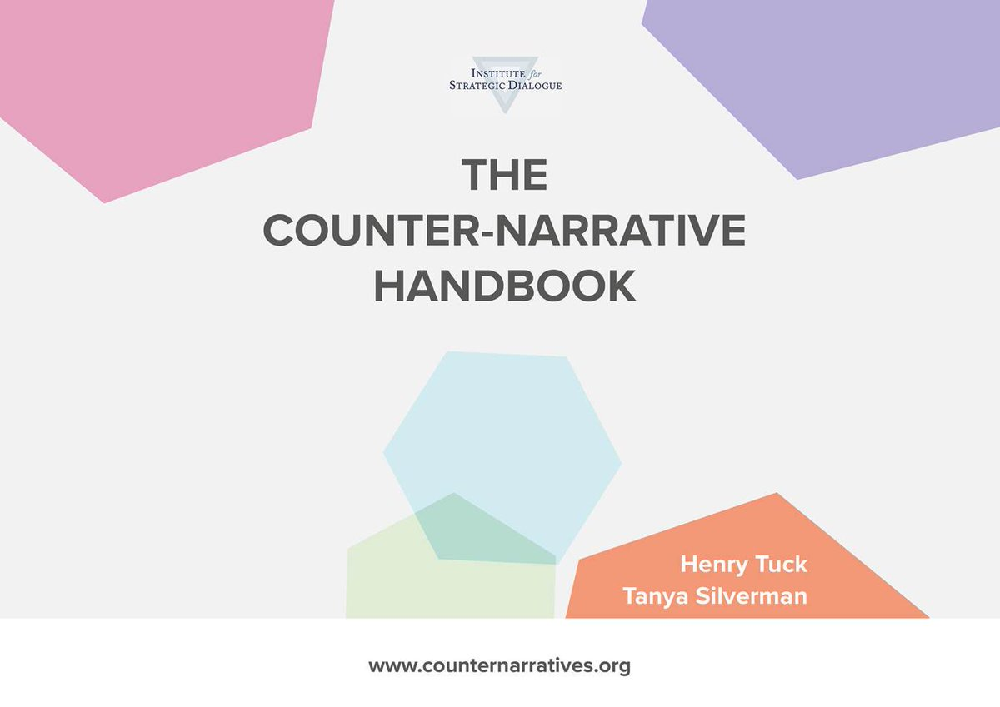 INSTITUTE for
STRATEGIC DIALOGUE
THE
COUNTER-NARRATIVE
HANDBOOK
Henry Tuck
Tanya Silverman
www.counternarratives.org